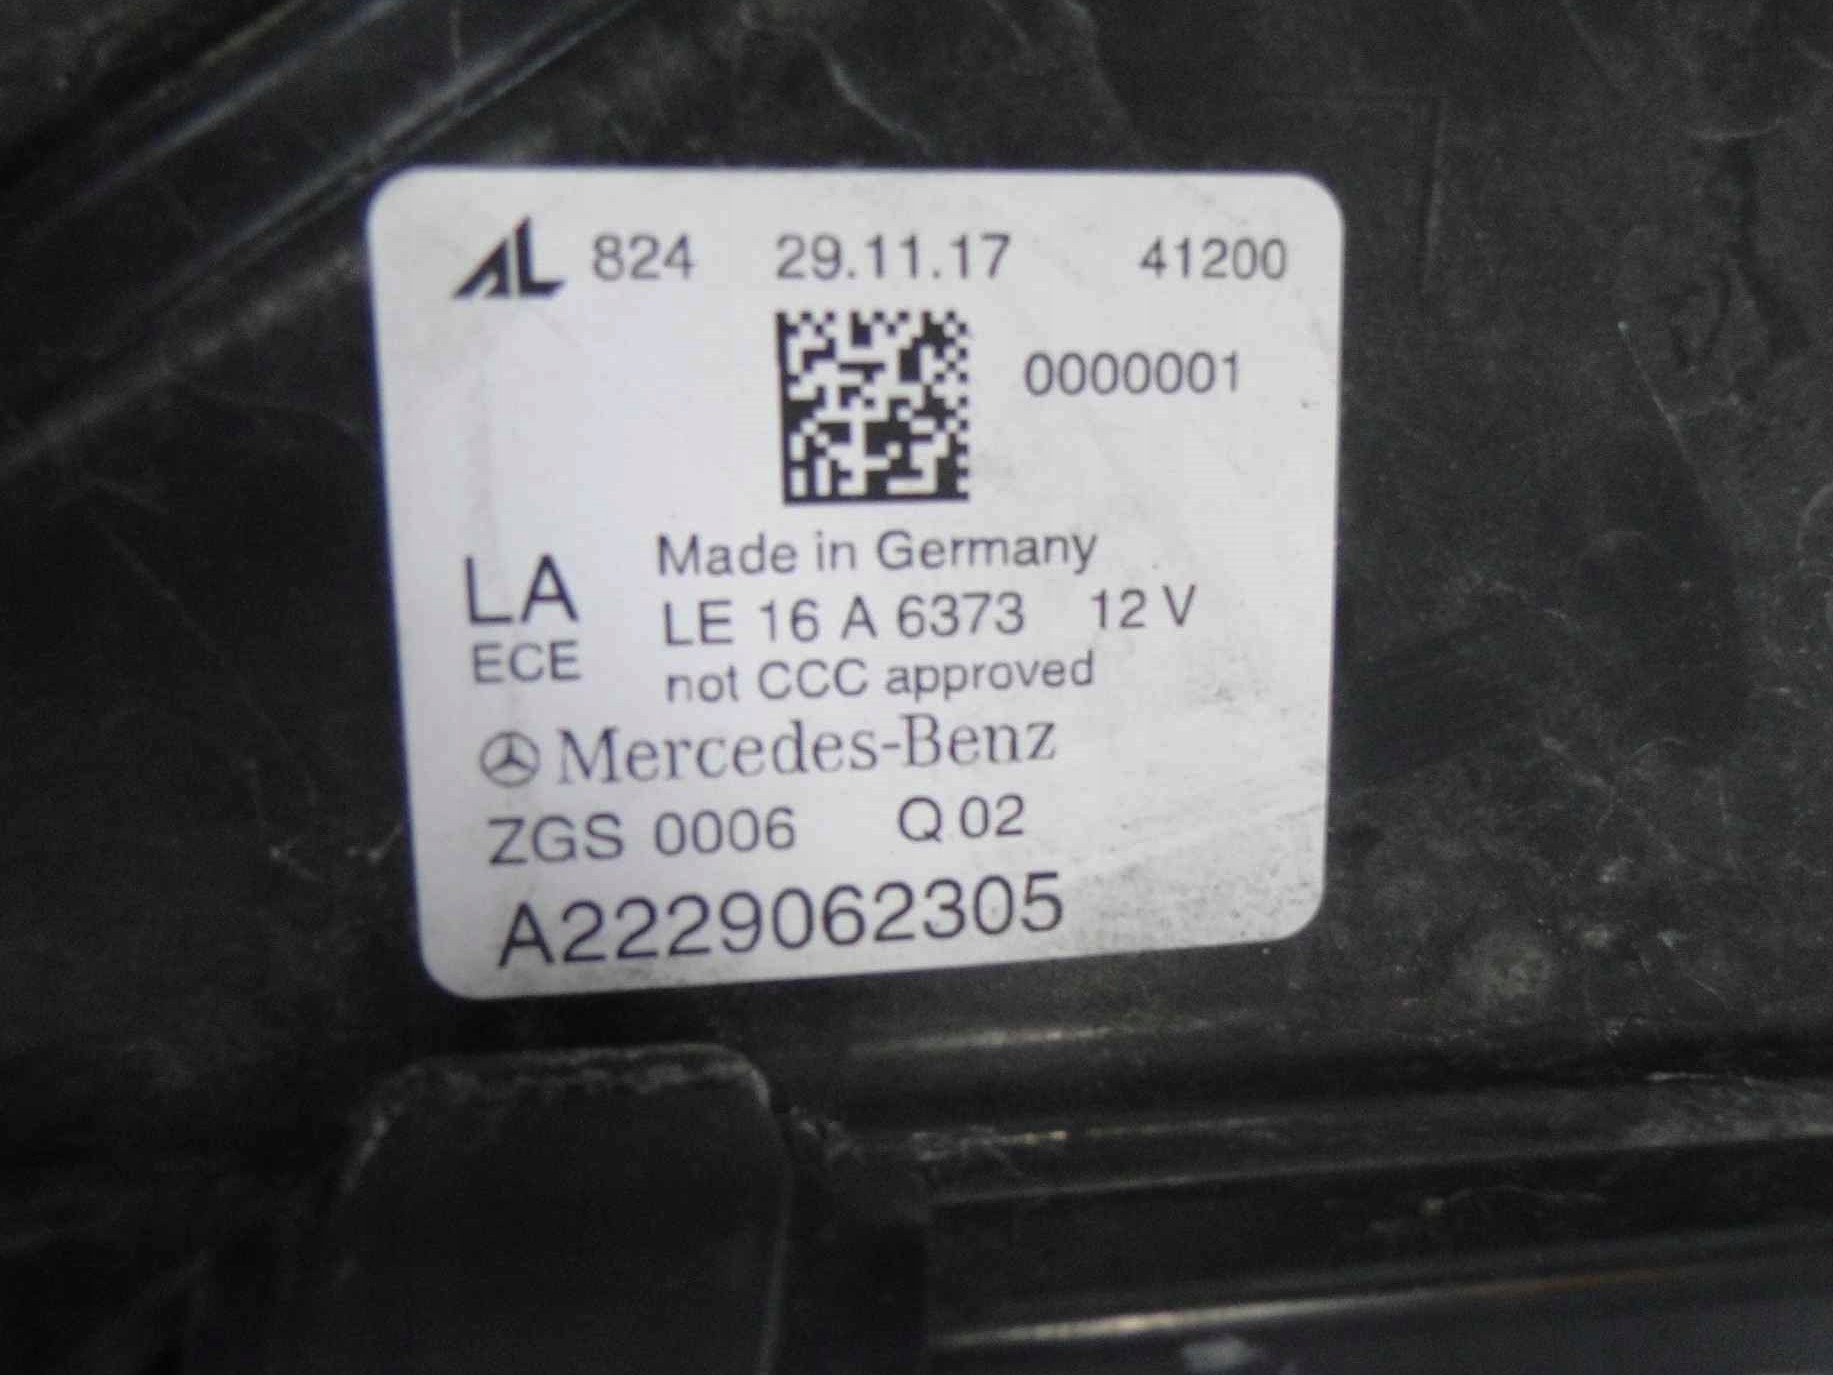 AL 824 29.11.17 41200
0000001
Made in Germany
LA LE 16 A 6373 12 V
ECE not CCC approved
Mercedes-Benz
ZGS 0006 Q 02
A2229062305